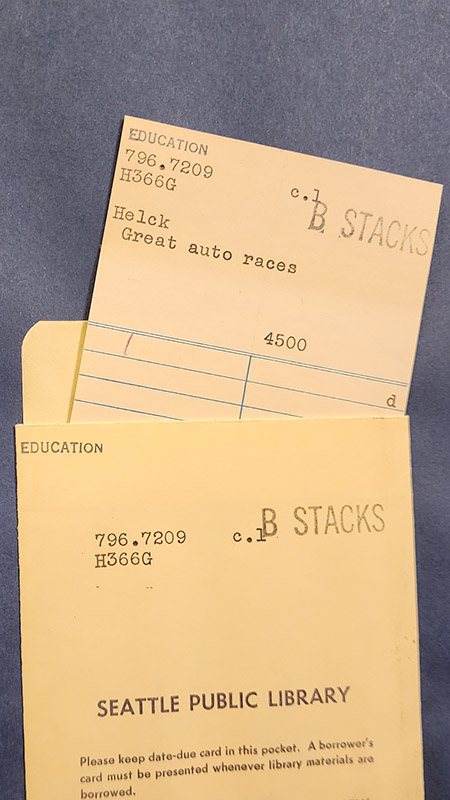 EDUCATION
796.7209
H366G
c.1
B STACKS
Helck
Great auto races
4500
d
EDUCATION
796.7209
H366G
c.1
B STACKS
SEATTLE PUBLIC LIBRARY
Please keep date-due card in this pocket. A borrower's
card must be presented whenever library materials are
borrowed.